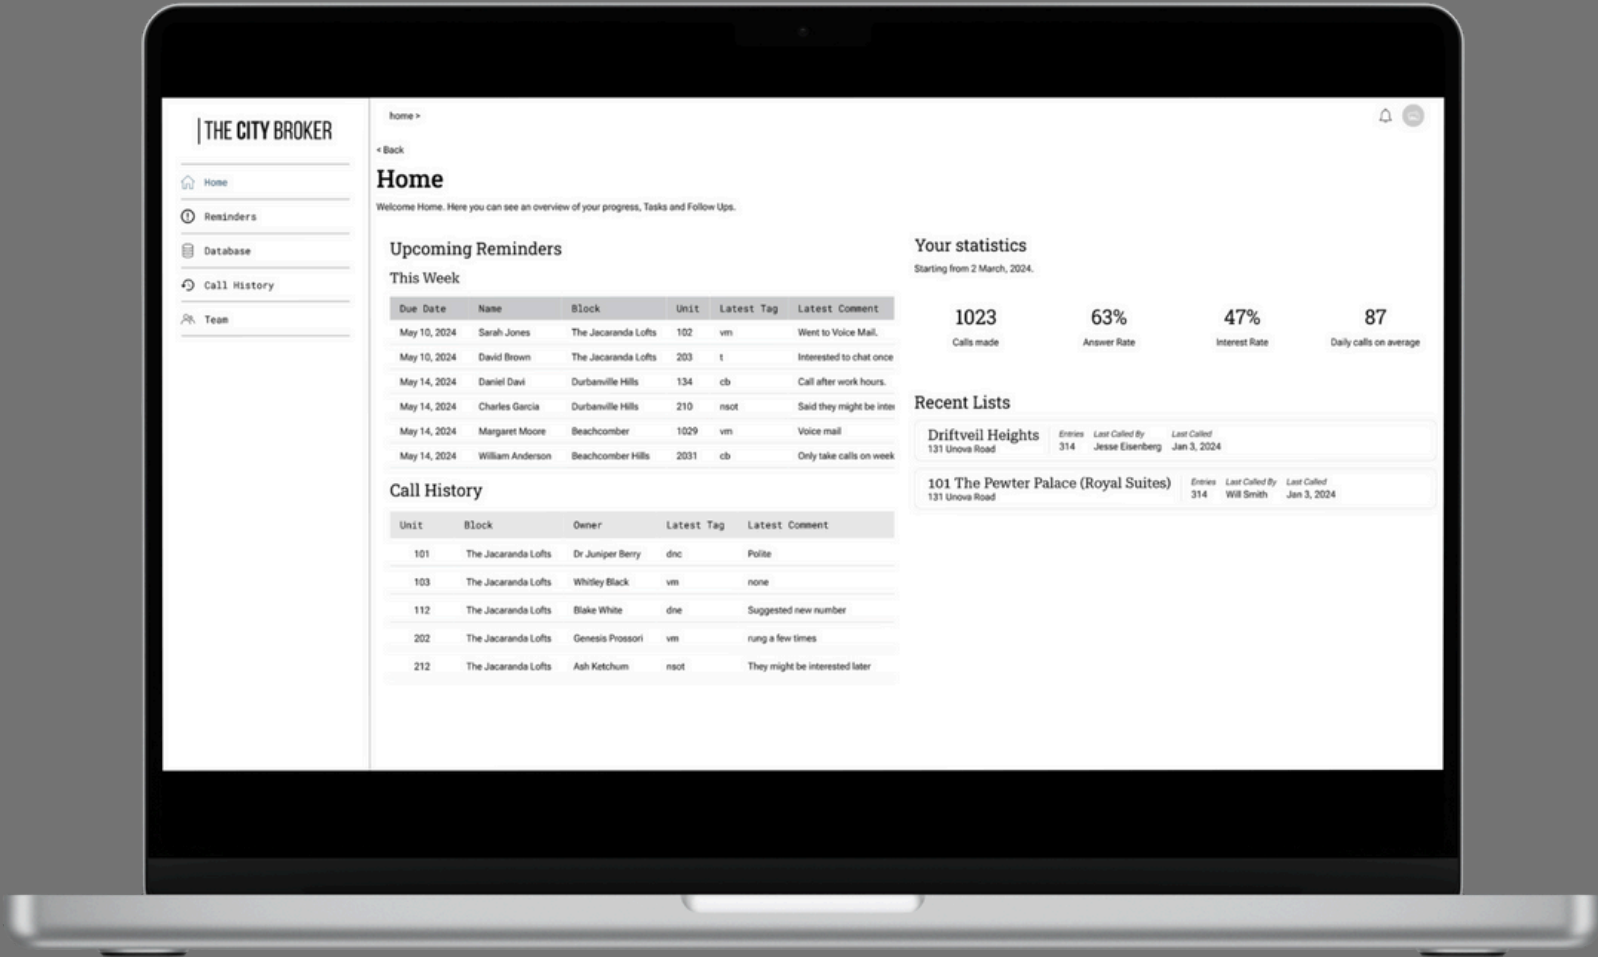 THE CITY BROKER
Home
Reminders
Database
Call History
Team
home >
< Back
Home
Welcome Home. Here you can see an overview of your progress, Tasks and Follow Ups.
Upcoming Reminders
This Week
Due Date Name Block Unit Latest Tag Latest Comment
May 10, 2024 Sarah Jones The Jacaranda Lofts 102 vm Went to Voice Mail.
May 10, 2024 David Brown The Jacaranda Lofts 203 t Interested to chat once
May 14, 2024 Daniel Davi Durbanville Hills 134 cb Call after work hours.
May 14, 2024 Charles Garcia Durbanville Hills 210 nsot Said they might be inter
May 14, 2024 Margaret Moore Beachcomber 1029 vm Voice mail
May 14, 2024 William Anderson Beachcomber Hills 2031 cb Only take calls on week
Call History
Unit Block Owner Latest Tag Latest Comment
101 The Jacaranda Lofts Dr Juniper Berry dnc Polite
103 The Jacaranda Lofts Whitley Black vm none
112 The Jacaranda Lofts Blake White dne Suggested new number
202 The Jacaranda Lofts Genesis Prossori vm rung a few times
212 The Jacaranda Lofts Ash Ketchum nsot They might be interested later
Your statistics
Starting from 2 March, 2024.
1023 63% 47% 87
Calls made Answer Rate Interest Rate Daily calls on average
Recent Lists
Driftveil Heights Entries Last Called By Last Called
131 Unova Road 314 Jesse Eisenberg Jan 3, 2024
101 The Pewter Palace (Royal Suites) Entries Last Called By Last Called
131 Unova Road 314 Will Smith Jan 3, 2024